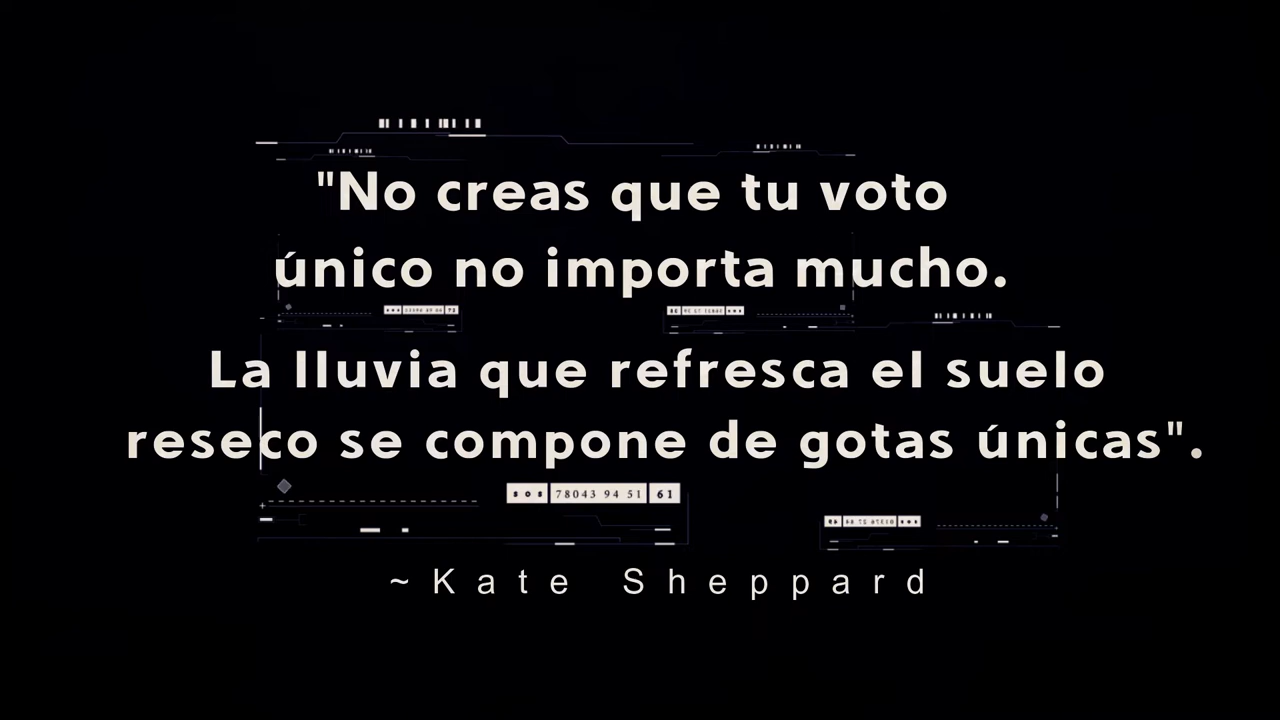 "No creas que tu voto
único no importa mucho.
La lluvia que refresca el suelo
reseco se compone de gotas únicas".
78043 94 51 61
~Kate Sheppard